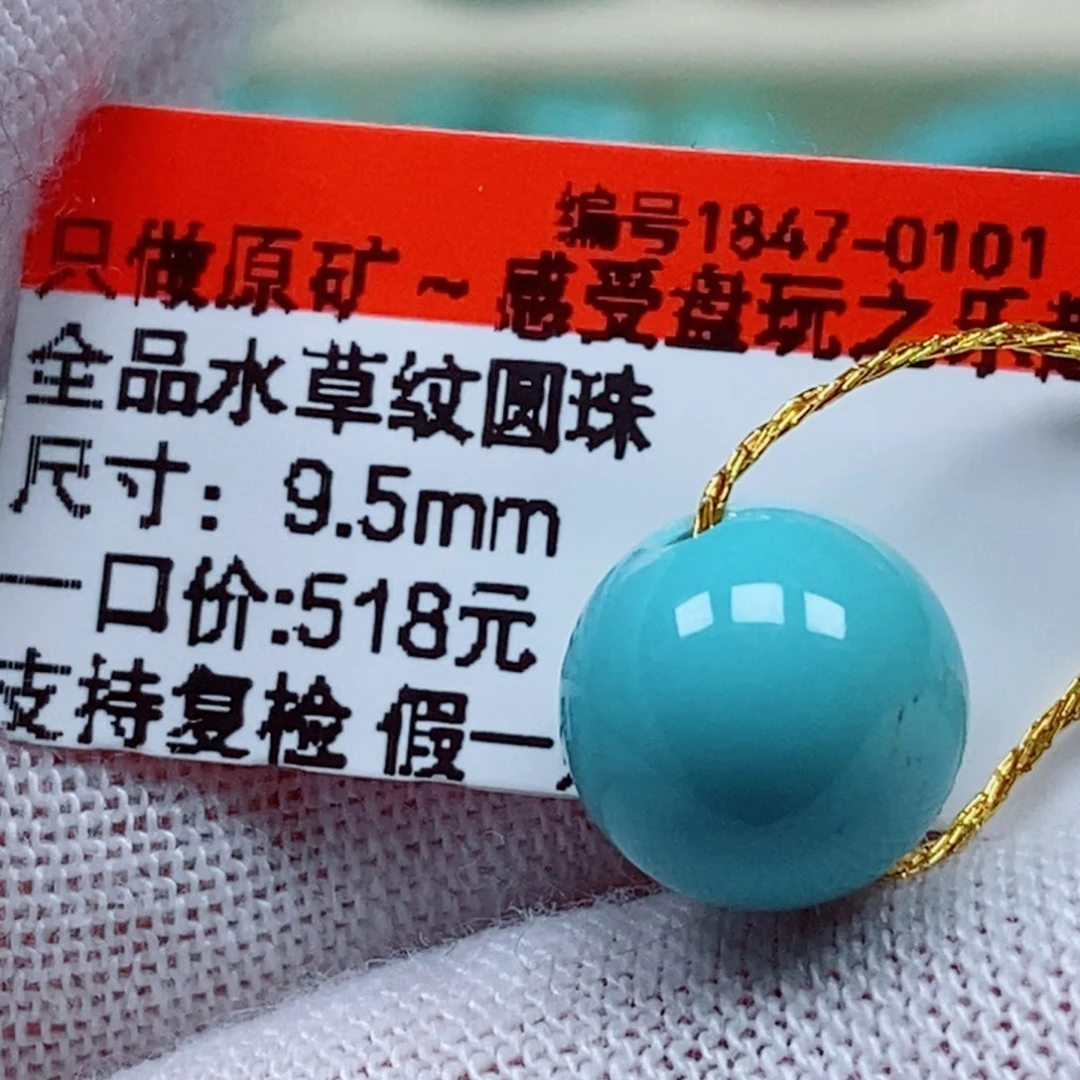 编号1847-0101
只做原矿～感受盘玩之乐
全品水草纹圆珠
尺寸：9.5mm
一口价:518元
支持复检 假一